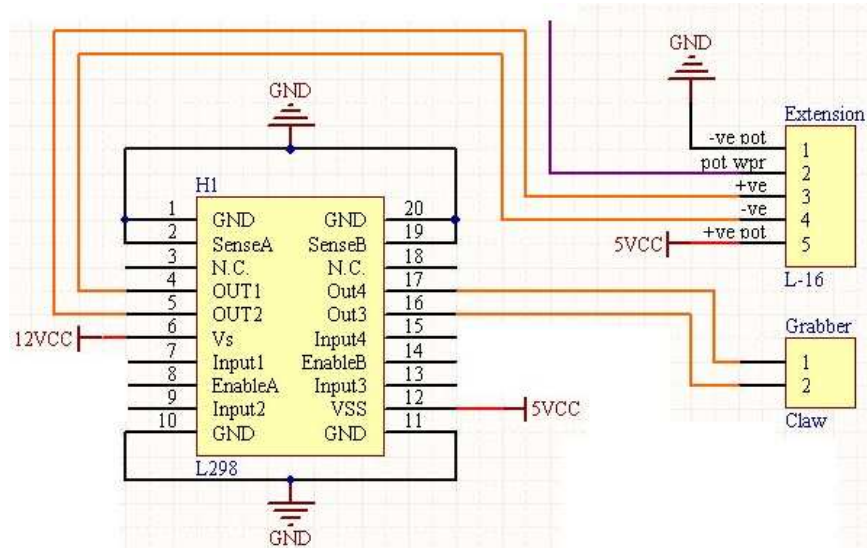 GND
Extension
-ve pot
1
pot wpr
2
+ve
3
-ve
4
+ve pot
5
5VCC
L-16
GND
H1
1 GND GND 20
2 SenseA SenseB 19
3 N.C. N.C. 18
4 OUT1 Out4 17
5 OUT2 Out3 16
12VCC 6 Vs Input4 15
7 Input1 EnableB 14
8 EnableA Input3 13
9 Input2 VSS 12 5VCC
10 GND GND 11
L298
GND
Grabber
1
2
Claw